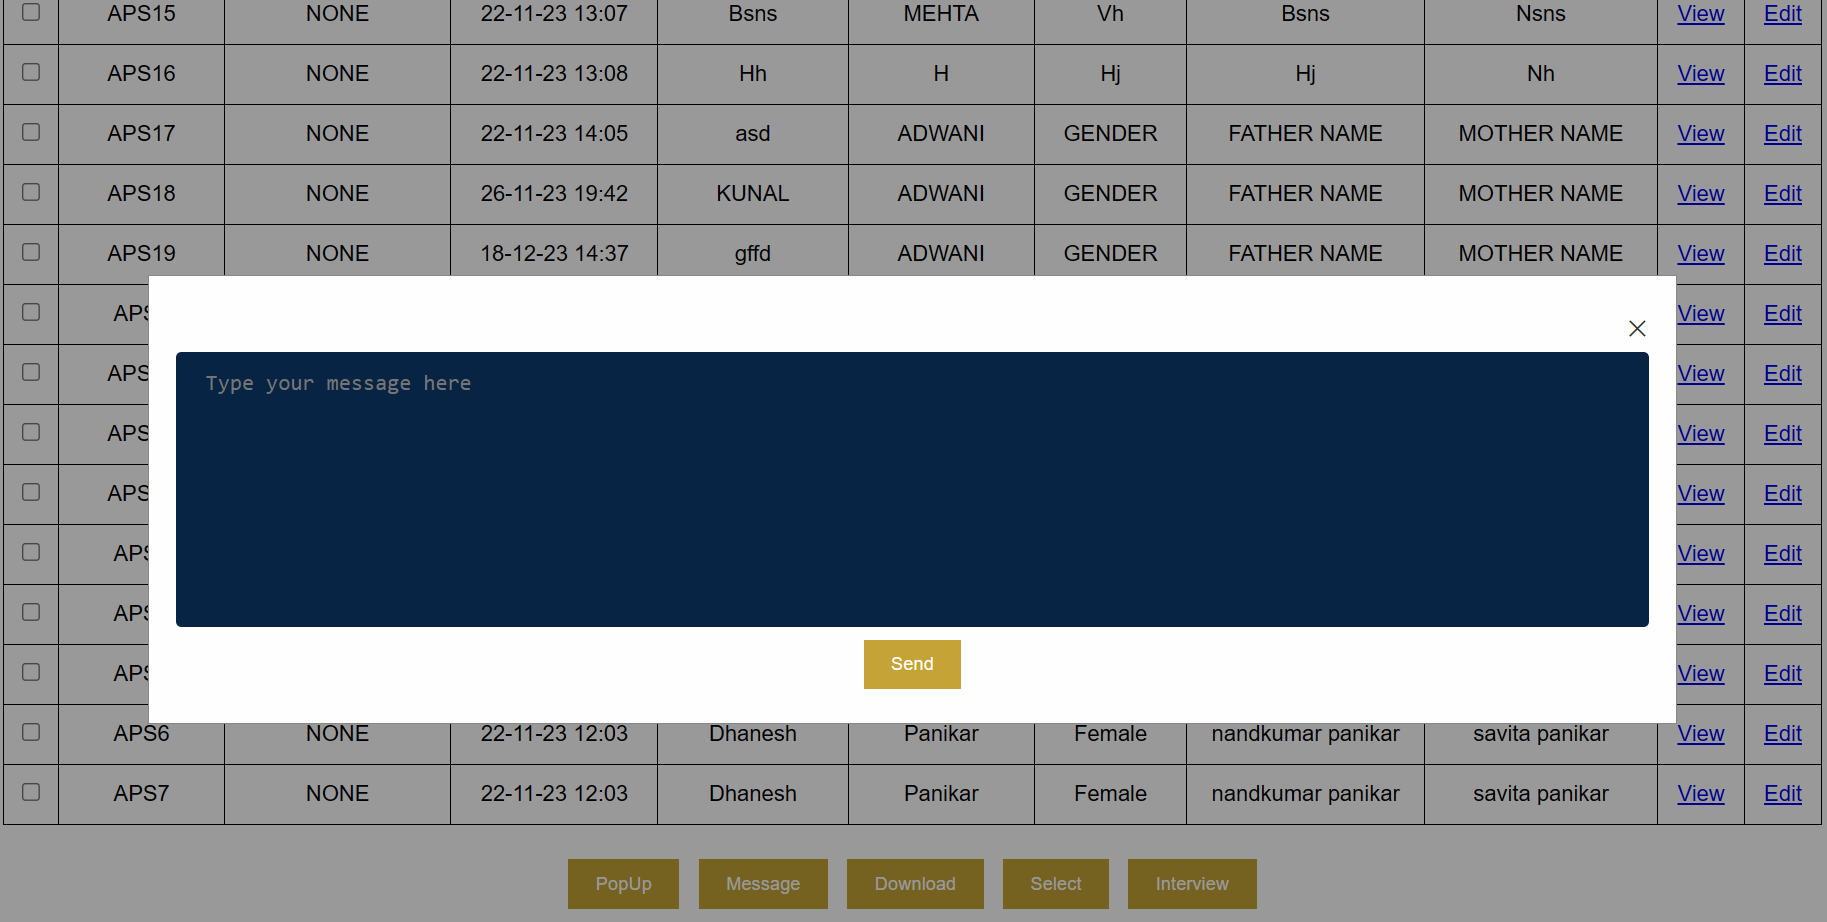 APS15 NONE 22-11-23 13:07 Bsns MEHTA Vh Bsns Nsns View Edit
APS16 NONE 22-11-23 13:08 Hh H Hj Hj Nh View Edit
APS17 NONE 22-11-23 14:05 asd ADWANI GENDER FATHER NAME MOTHER NAME View Edit
APS18 NONE 26-11-23 19:42 KUNAL ADWANI GENDER FATHER NAME MOTHER NAME View Edit
APS19 NONE 18-12-23 14:37 gffd ADWANI GENDER FATHER NAME MOTHER NAME View Edit
APS View Edit
APS View Edit
APS View Edit
APS View Edit
APS View Edit
APS View Edit
APS View Edit
Type your message here
Send
APS6 NONE 22-11-23 12:03 Dhanesh Panikar Female nandkumar panikar savita panikar View Edit
APS7 NONE 22-11-23 12:03 Dhanesh Panikar Female nandkumar panikar savita panikar View Edit
PopUp Message Download Select Interview